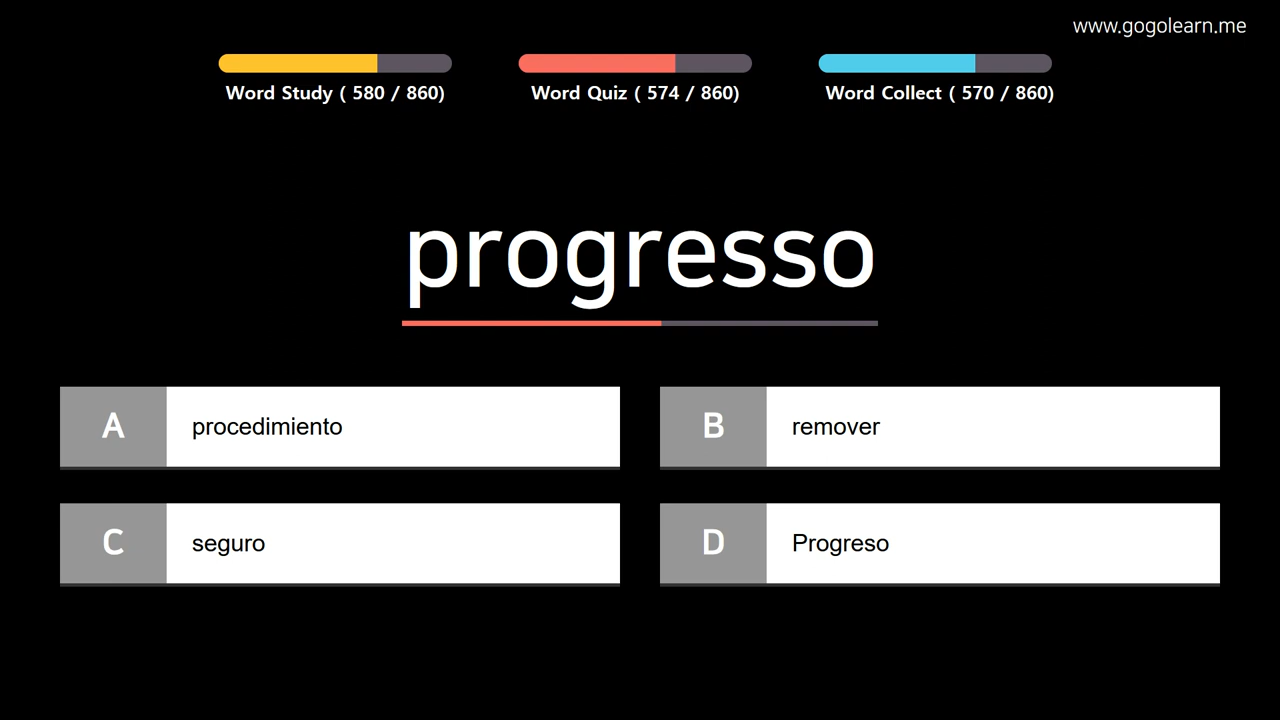 www.gogolearn.me
Word Study ( 580 / 860)
Word Quiz ( 574 / 860)
Word Collect ( 570 / 860)
progresso
A procedimiento
B remover
C seguro
D Progreso